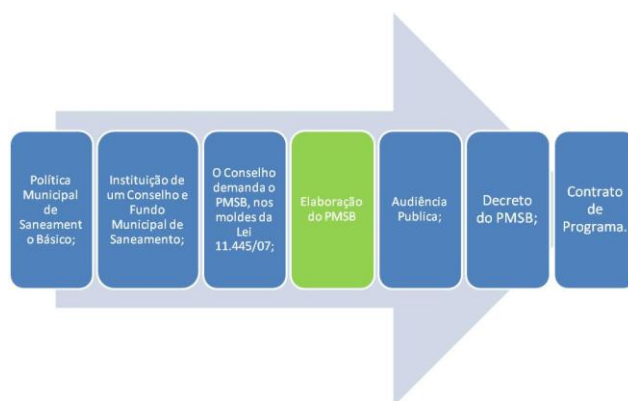 Política
Municipal
de
Saneament
o Básico;
Instituição de
um Conselho e
Fundo
Municipal de
Saneamento;
O Conselho
demanda o
PMSB, nos
moldes da
Lei
11.445/07;
Elaboração
do PMSB
Audiência
Publica;
Decreto
do PMSB;
Contrato
de
Programa.